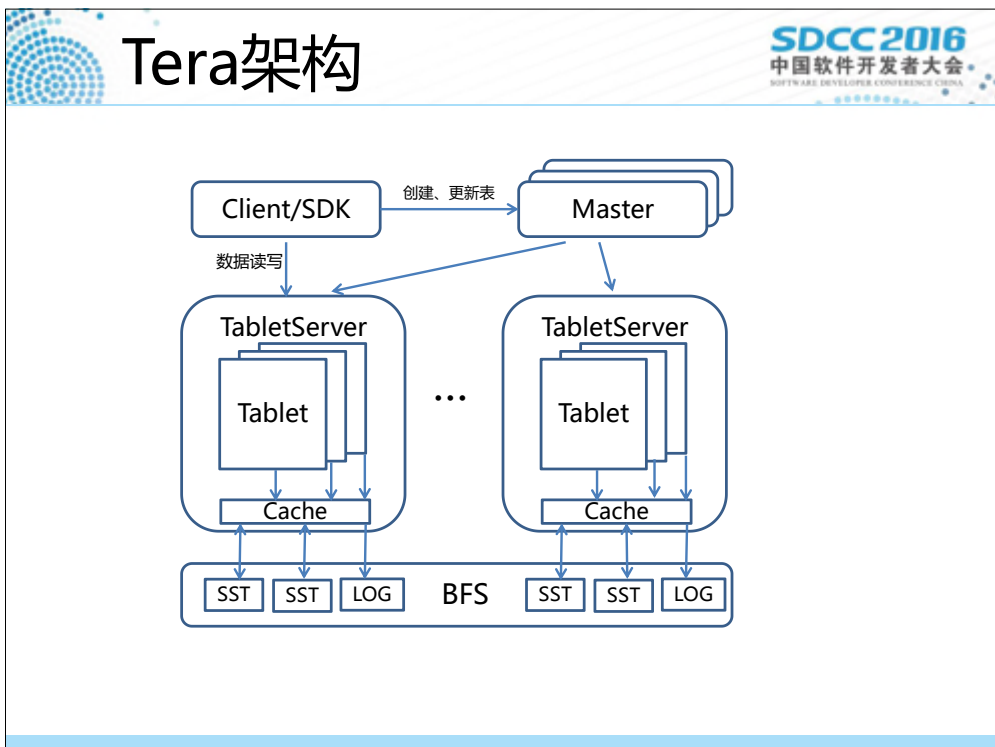 Tera架构
SDCC 2016
中国软件开发者大会
SOFTWARE DEVELOPER CONFERENCE CHINA
Client/SDK
创建、更新表
Master
数据读写
TabletServer
TabletServer
Tablet
...
Tablet
Cache
Cache
SST
SST
LOG
BFS
SST
SST
LOG